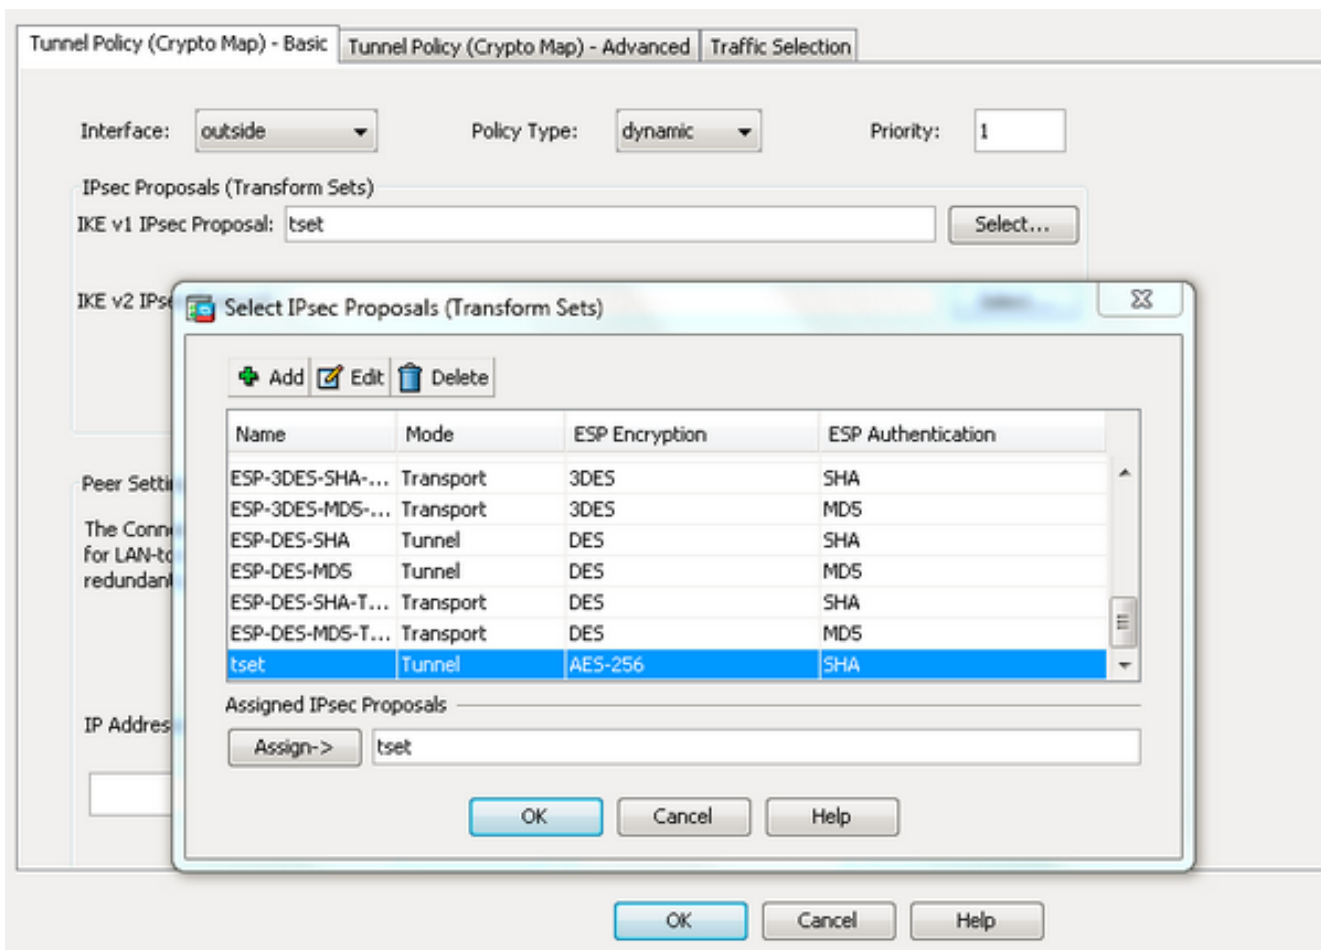 Tunnel Policy (Crypto Map) - Basic Tunnel Policy (Crypto Map) - Advanced Traffic Selection
Interface: outside Policy Type: dynamic Priority: 1
IPsec Proposals (Transform Sets)
IKE v1 IPsec Proposal: tset Select...
IKE v2 IPse
Select IPsec Proposals (Transform Sets)
Add Edit Delete
Name Mode ESP Encryption ESP Authentication
ESP-3DES-SHA-... Transport 3DES SHA
ESP-3DES-MD5-... Transport 3DES MD5
ESP-DES-SHA Tunnel DES SHA
ESP-DES-MD5 Tunnel DES MD5
ESP-DES-SHA-T... Transport DES SHA
ESP-DES-MD5-T... Transport DES MD5
tset Tunnel AES-256 SHA
Assigned IPsec Proposals
Assign-> tset
OK Cancel Help
Peer Settin
The Conne
for LAN-to
redundant
IP Addres
OK Cancel Help